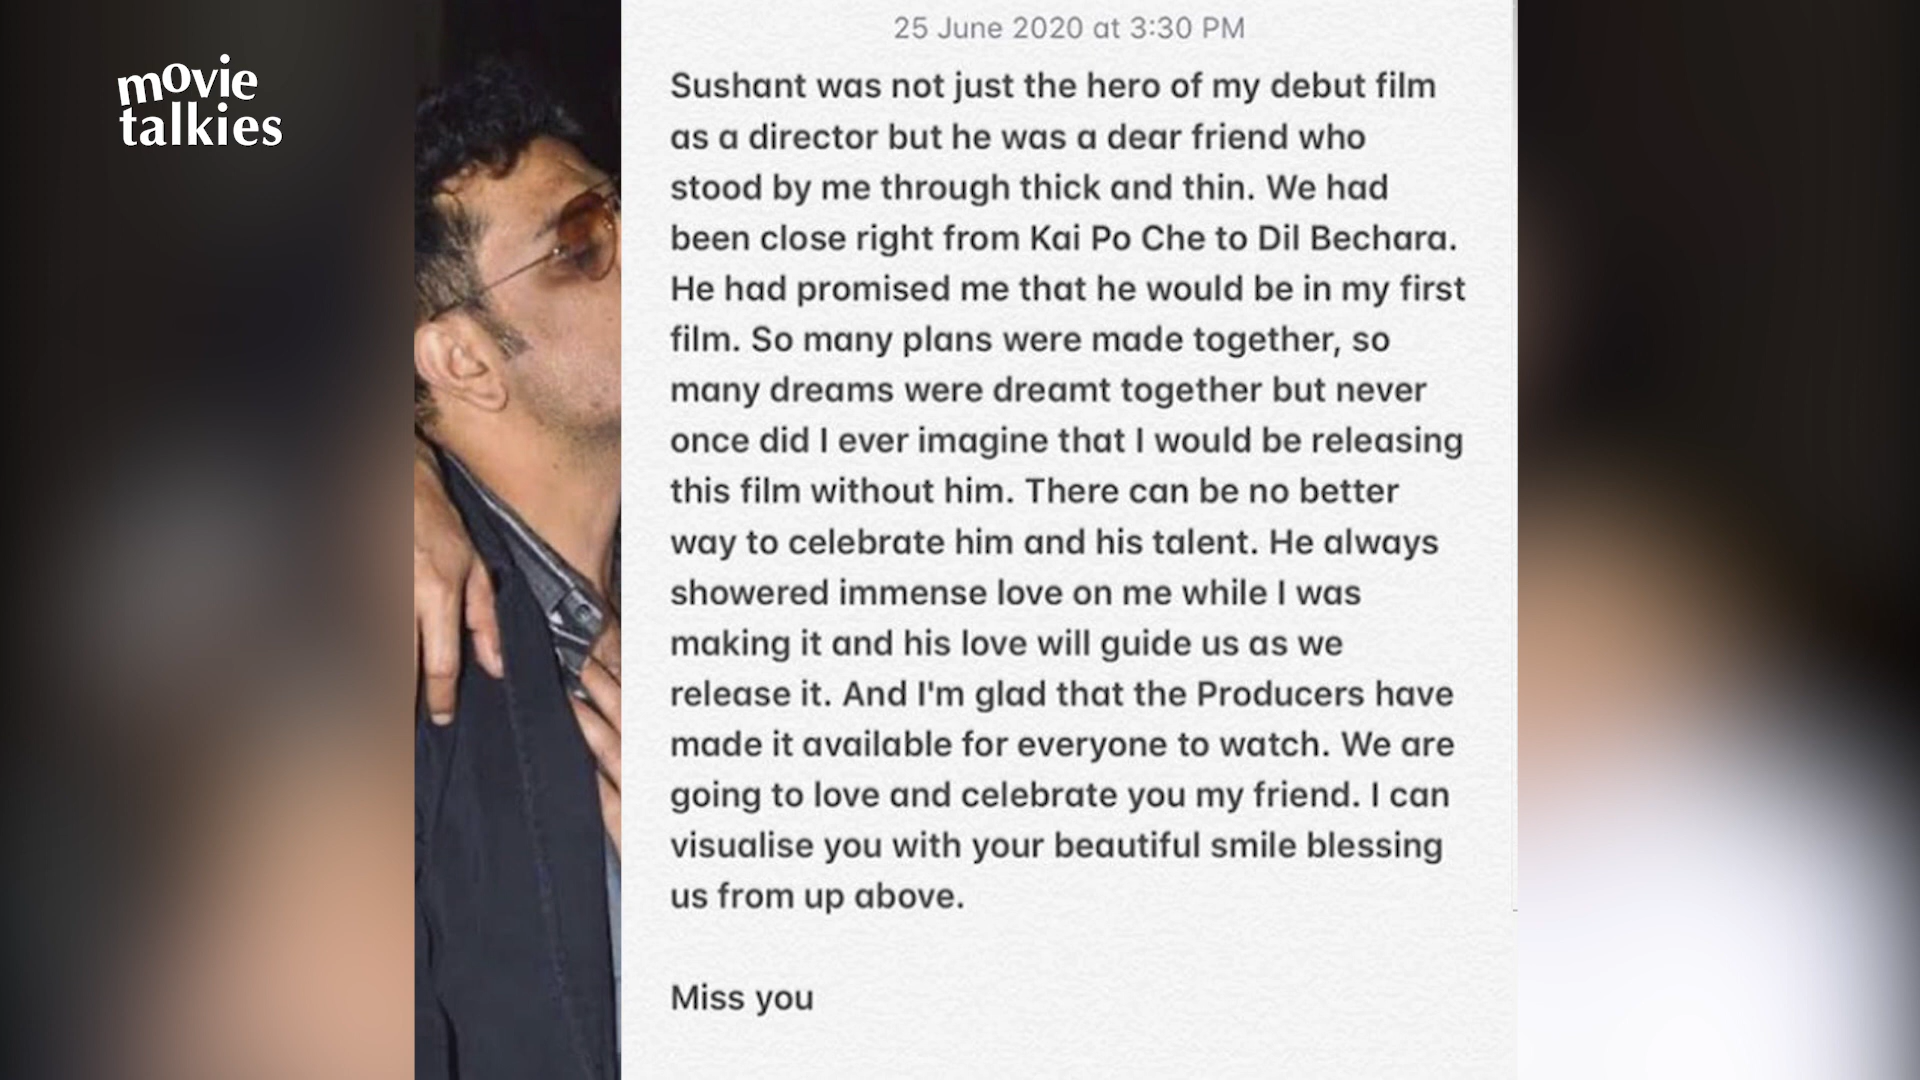 movie
talkies
25 June 2020 at 3:30 PM
Sushant was not just the hero of my debut film
as a director but he was a dear friend who
stood by me through thick and thin. We had
been close right from Kai Po Che to Dil Bechara.
He had promised me that he would be in my first
film. So many plans were made together, so
many dreams were dreamt together but never
once did I ever imagine that I would be releasing
this film without him. There can be no better
way to celebrate him and his talent. He always
showered immense love on me while I was
making it and his love will guide us as we
release it. And I'm glad that the Producers have
made it available for everyone to watch. We are
going to love and celebrate you my friend. I can
visualise you with your beautiful smile blessing
us from up above.
Miss you